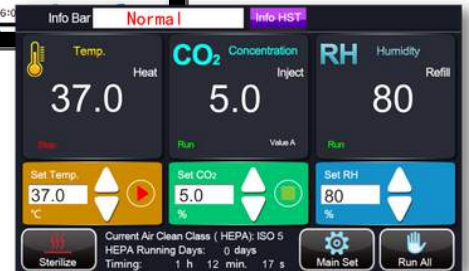 6:0
Info Bar Normal Info HST
Temp. CO₂ Concentration RH Humidity
Heat Inject Refill
37.0 5.0 80
Stop Run Value A Run
Set Temp. Set CO₂ Set RH
37.0 5.0 80
℃ % %
Sterilize
Current Air Clean Class ( HEPA): ISO 5
HEPA Running Days: 0 days
Timing: 1 h 12 min. 17 s
Main Set
Run All